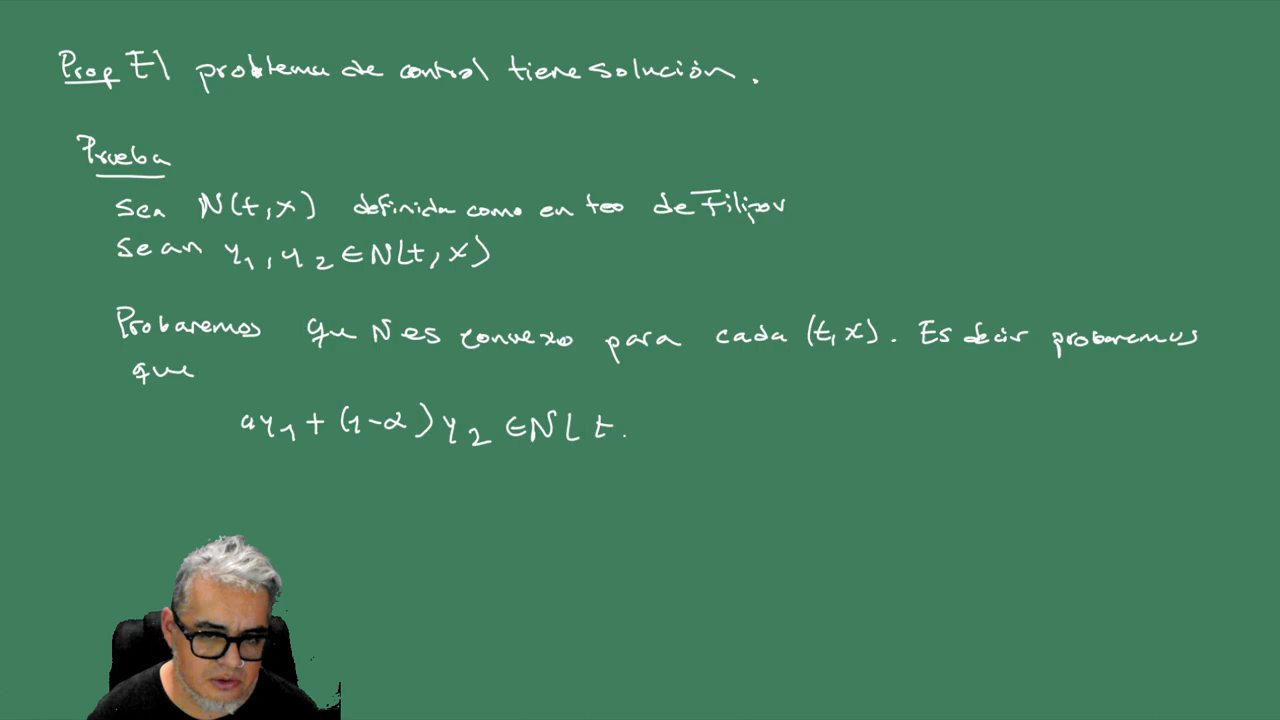 Prop El problema de control tiene solución.
Prueba
Sea N(t,x) definida como en teo de Filipov
Sean y₁, y₂ ∈ N(t,x)
Probaremos que N es convexo para cada (t,x). Es decir probaremos
que
αy₁ + (1-α)y₂ ∈ N(t.